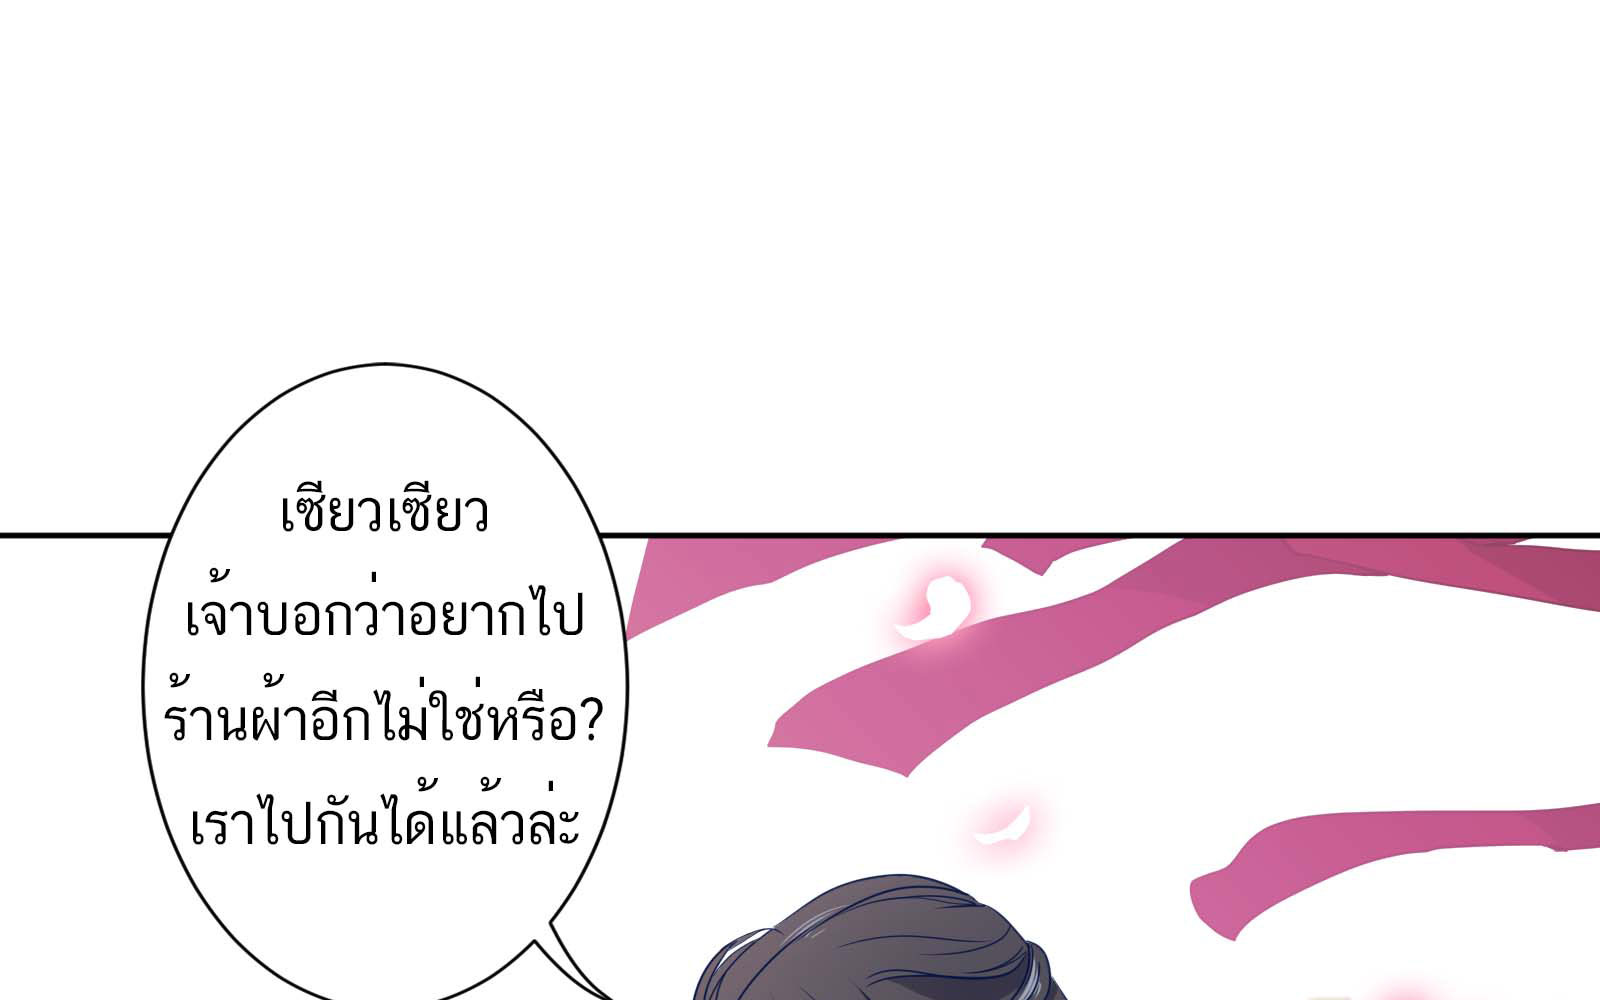 เซียวเซียว
เจ้าบอกว่าอยากไป
ร้านผ้าอีกไม่ใช่หรือ?
เราไปกันได้แล้วล่ะ